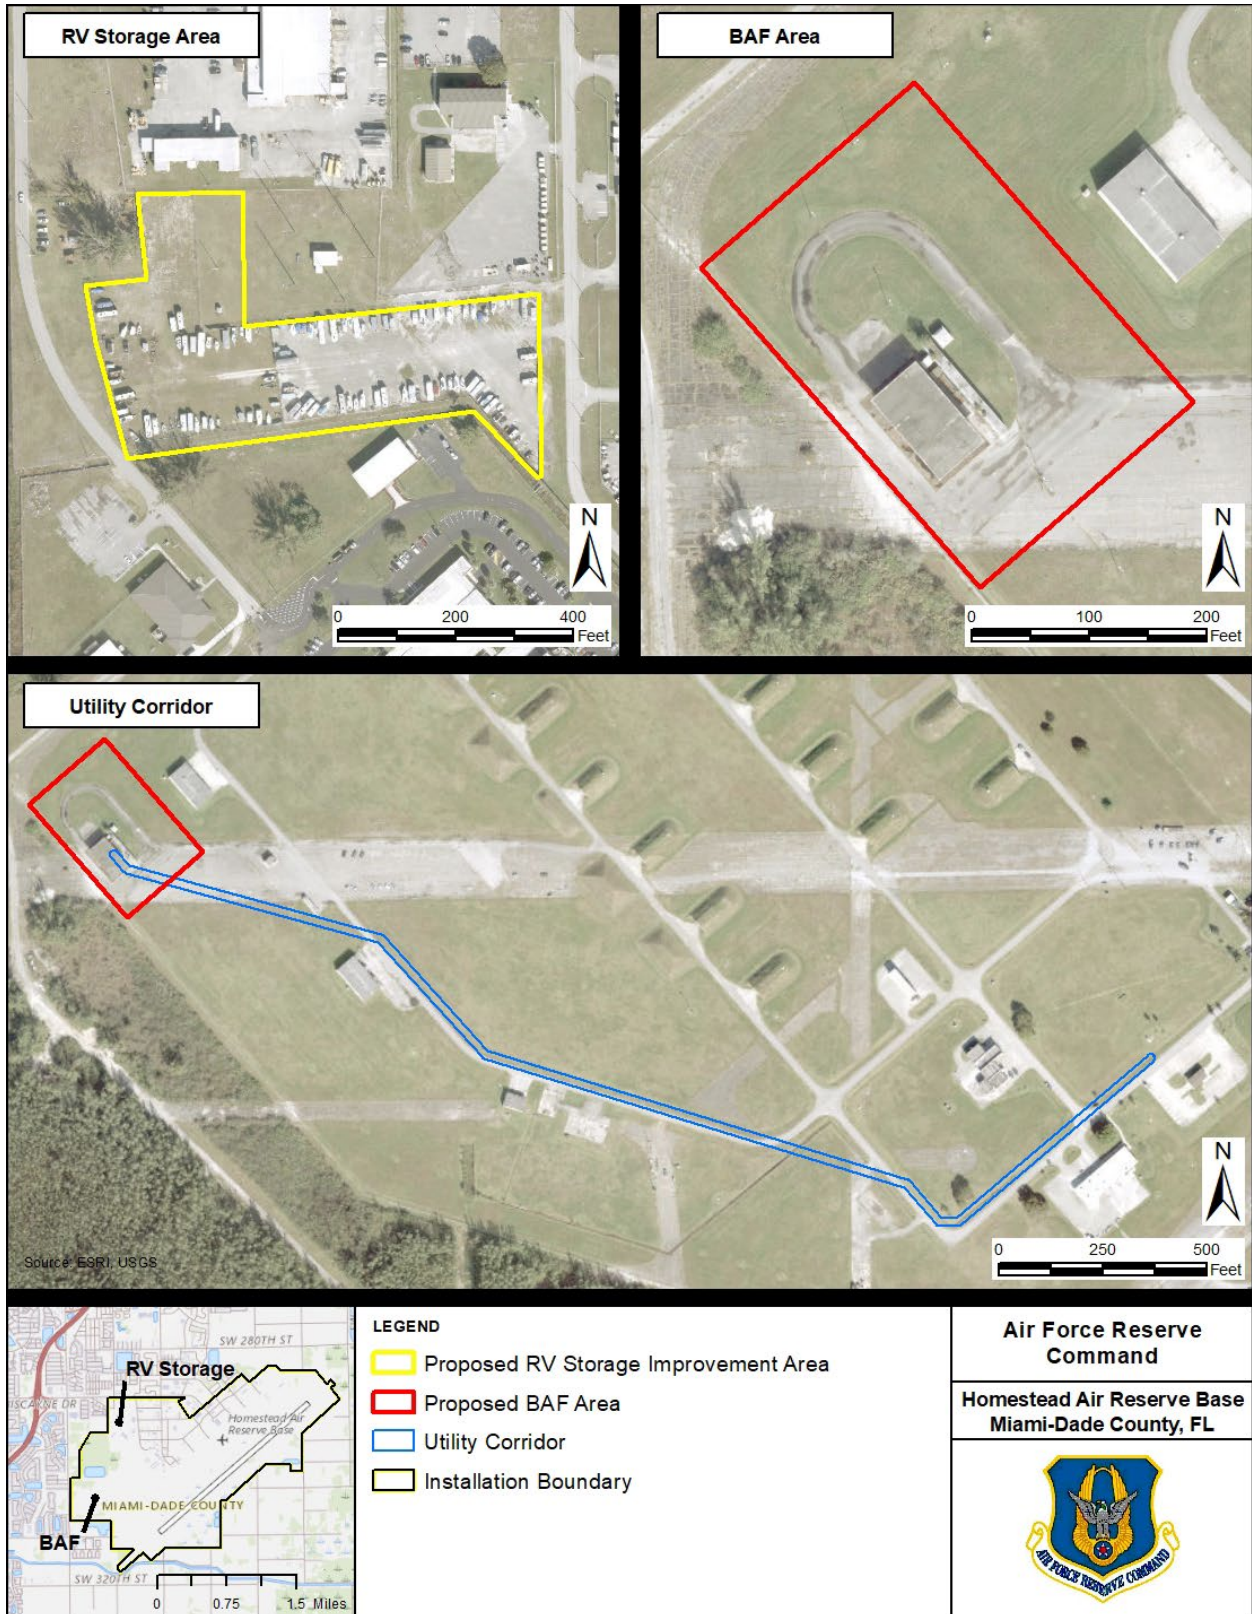 RV Storage Area
N
0 200 400
Feet
BAF Area
N
0 100 200
Feet
Utility Corridor
N
0 250 500
Feet
Source: ESRI, USGS
SW 280TH ST
RV Storage
ISCAYNE DR
Homestead Air
Reserve Base
MIAMI-DADE COUNTY
BAF
SW 320TH ST
0 0.75 1.5 Miles
LEGEND
Proposed RV Storage Improvement Area
Proposed BAF Area
Utility Corridor
Installation Boundary
Air Force Reserve
Command
Homestead Air Reserve Base
Miami-Dade County, FL
AIR FORCE RESERVE COMMAND